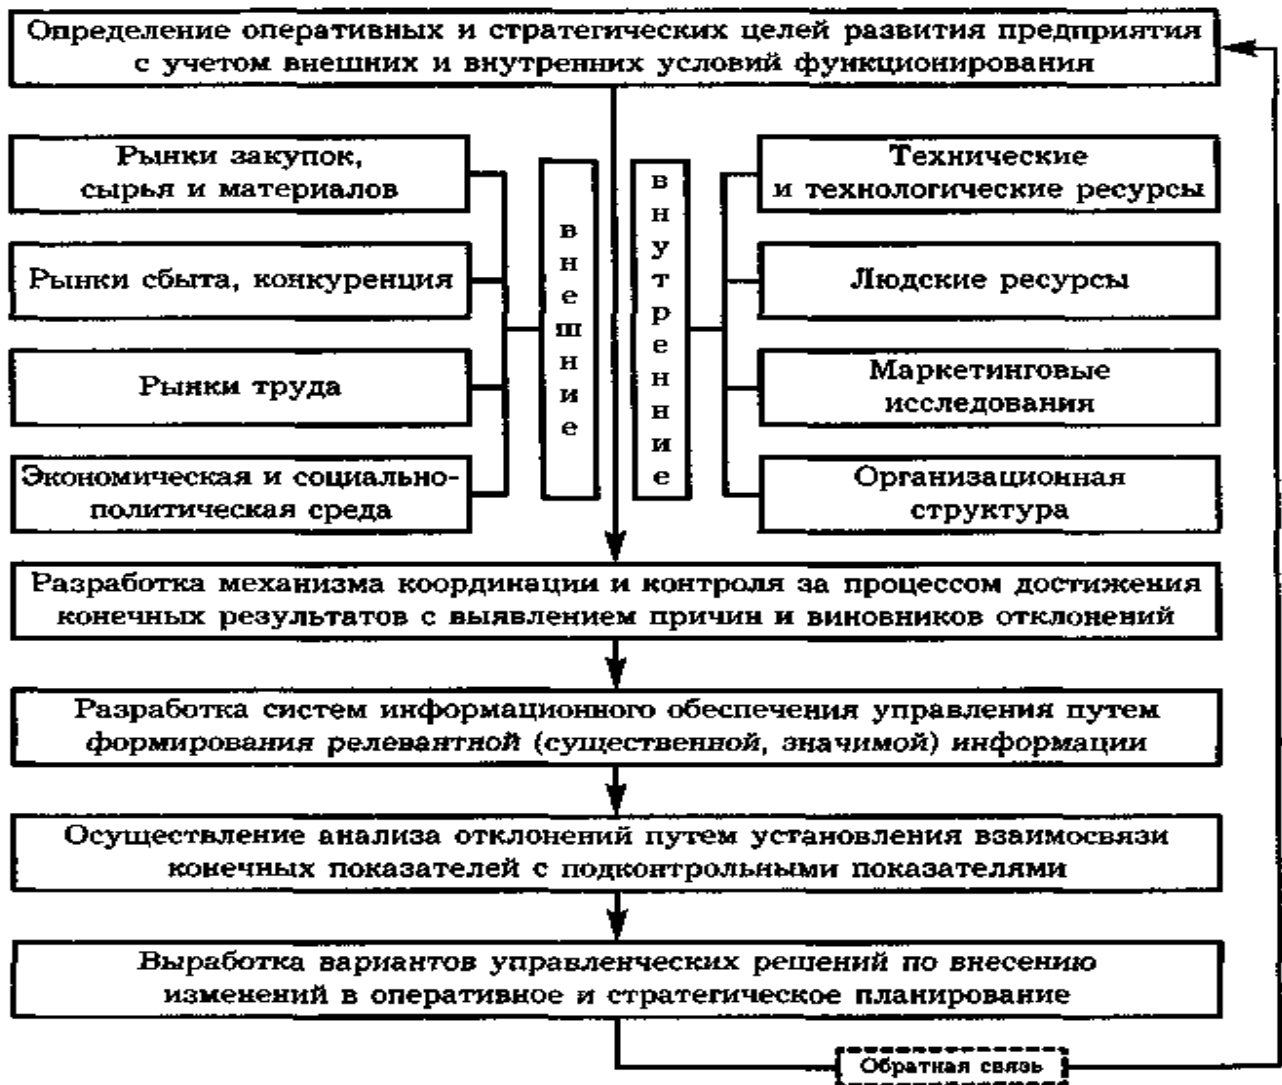 Определение оперативных и стратегических целей развития предприятия
с учетом внешних и внутренних условий функционирования
Рынки закупок,
сырья и материалов
Рынки сбыта, конкуренция
Рынки труда
Экономическая и социально-
политическая среда
внешние
внутренние
Технические
и технологические ресурсы
Людские ресурсы
Маркетинговые
исследования
Организационная
структура
Разработка механизма координации и контроля за процессом достижения
конечных результатов с выявлением причин и виновников отклонений
Разработка систем информационного обеспечения управления путем
формирования релевантной (существенной, значимой) информации
Осуществление анализа отклонений путем установления взаимосвязи
конечных показателей с подконтрольными показателями
Выработка вариантов управленческих решений по внесению
изменений в оперативное и стратегическое планирование
Обратная связь